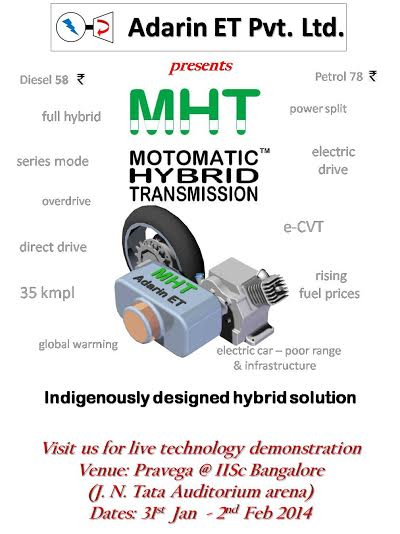 Adarin ET Pvt. Ltd.
presents
Diesel 58 ₹
Petrol 78 ₹
MHT
full hybrid
power split
MOTOMATIC™
HYBRID
TRANSMISSION
series mode
electric
drive
overdrive
e-CVT
direct drive
MHT
Adarin ET
35 kmpl
rising
fuel prices
global warming
electric car – poor range
& infrastructure
Indigenously designed hybrid solution
Visit us for live technology demonstration
Venue: Pravega @ IISc Bangalore
(J. N. Tata Auditorium arena)
Dates: 31st Jan - 2nd Feb 2014